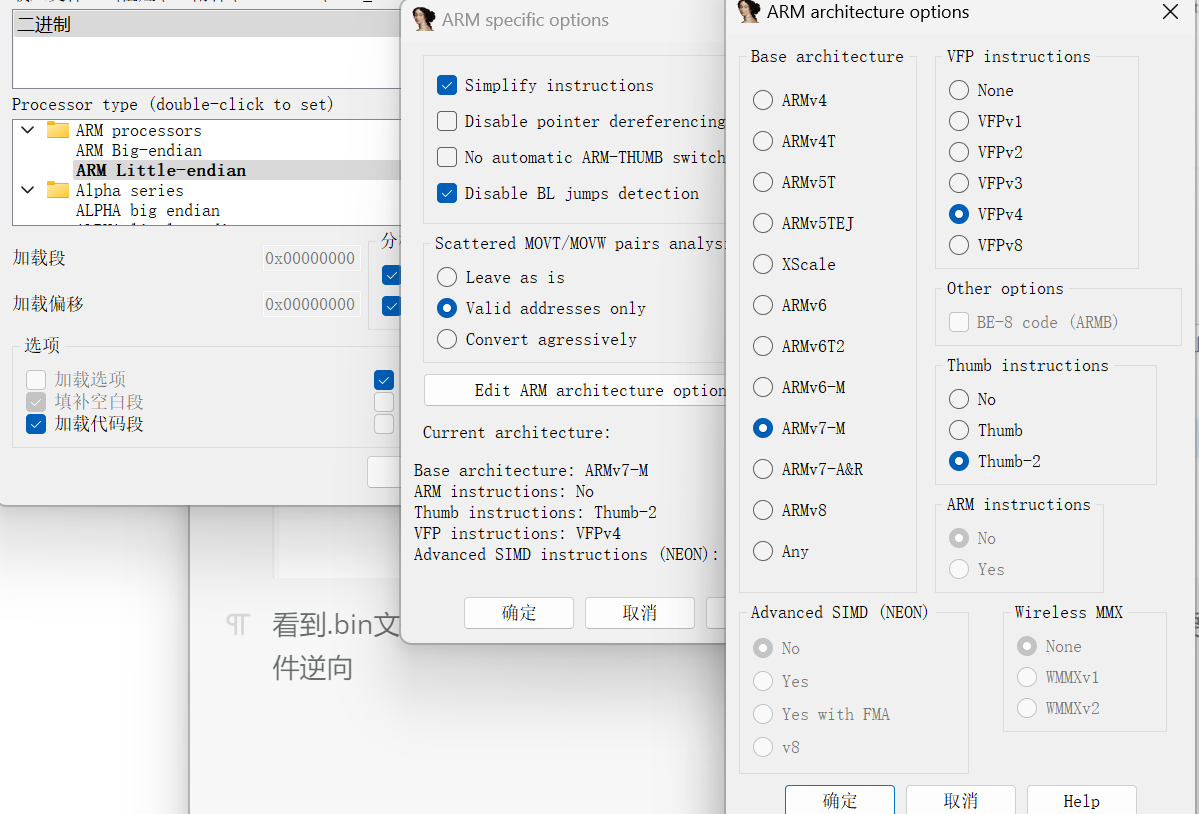 二进制
Processor type (double-click to set)
ARM processors
ARM Big-endian
ARM Little-endian
Alpha series
ALPHA big endian
加载段
0x00000000
加载偏移
0x00000000
选项
加载选项
填补空白段
加载代码段
看到.bin文
件逆向
ARM specific options
Simplify instructions
Disable pointer dereferencing
No automatic ARM-THUMB switch
Disable BL jumps detection
Scattered MOVT/MOVW pairs analys
Leave as is
Valid addresses only
Convert agressively
Edit ARM architecture option
Current architecture:
Base architecture: ARMv7-M
ARM instructions: No
Thumb instructions: Thumb-2
VFP instructions: VFPv4
Advanced SIMD instructions (NEON):
确定
取消
ARM architecture options
Base architecture
ARMv4
ARMv4T
ARMv5T
ARMv5TEJ
XScale
ARMv6
ARMv6T2
ARMv6-M
ARMv7-M
ARMv7-A&R
ARMv8
Any
VFP instructions
None
VFPv1
VFPv2
VFPv3
VFPv4
VFPv8
Other options
BE-8 code (ARMB)
Thumb instructions
No
Thumb
Thumb-2
ARM instructions
No
Yes
Advanced SIMD (NEON)
No
Yes
Yes with FMA
v8
Wireless MMX
None
WMMXv1
WMMXv2
确定
取消
Help